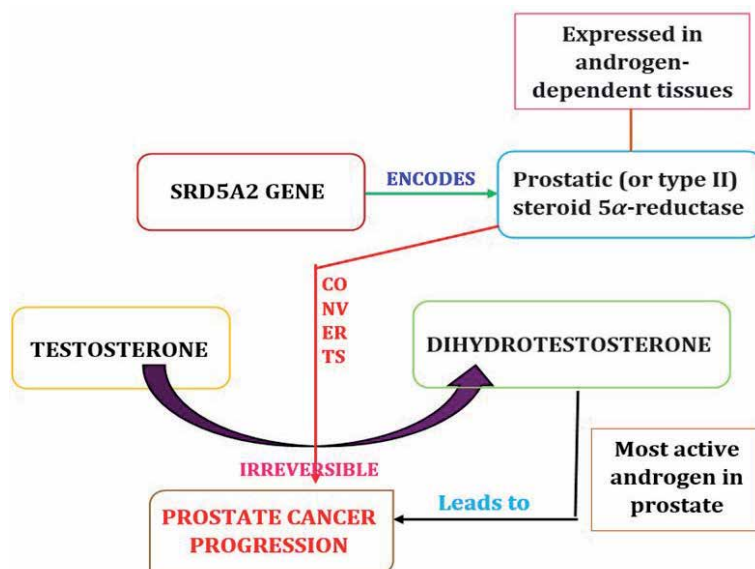 Expressed in
androgen-
dependent tissues
SRD5A2 GENE
ENCODES
Prostatic (or type II)
steroid 5α-reductase
CO
NV
ER
TS
TESTOSTERONE
DIHYDROTESTOSTERONE
IRREVERSIBLE
Most active
androgen in
prostate
Leads to
PROSTATE CANCER
PROGRESSION